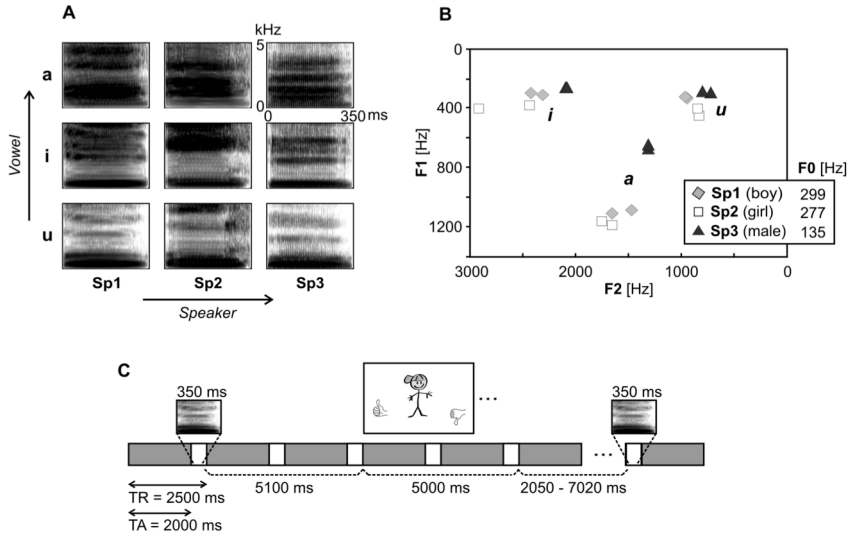 A
kHz
5
0
0
350 ms
Vowel
a
i
u
Sp1
Sp2
Sp3
Speaker
B
0
400
800
1200
F1 [Hz]
3000
2000
1000
0
F2 [Hz]
i
u
a
F0 [Hz]
Sp1 (boy) 299
Sp2 (girl) 277
Sp3 (male) 135
C
350 ms
...
350 ms
...
5100 ms
5000 ms
2050 - 7020 ms
TR = 2500 ms
TA = 2000 ms